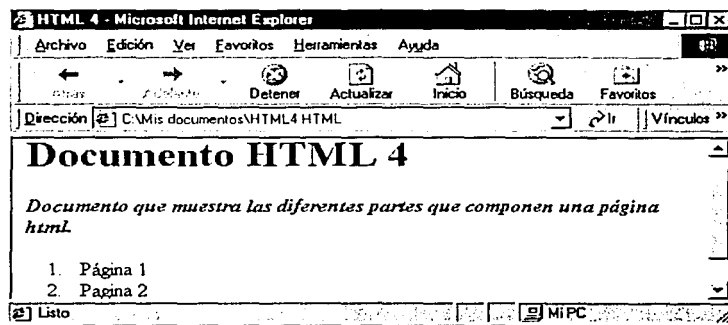 HTML 4 - Microsoft Internet Explorer
Archivo Edición Ver Favoritos Herramientas Ayuda
Atrás Adelante Detener Actualizar Inicio Búsqueda Favoritos »
Dirección C:\Mis documentos\HTML4 HTML Ir Vínculos »
Documento HTML 4
Documento que muestra las diferentes partes que componen una página
html.
1. Página 1
2. Pagina 2
Listo Mi PC